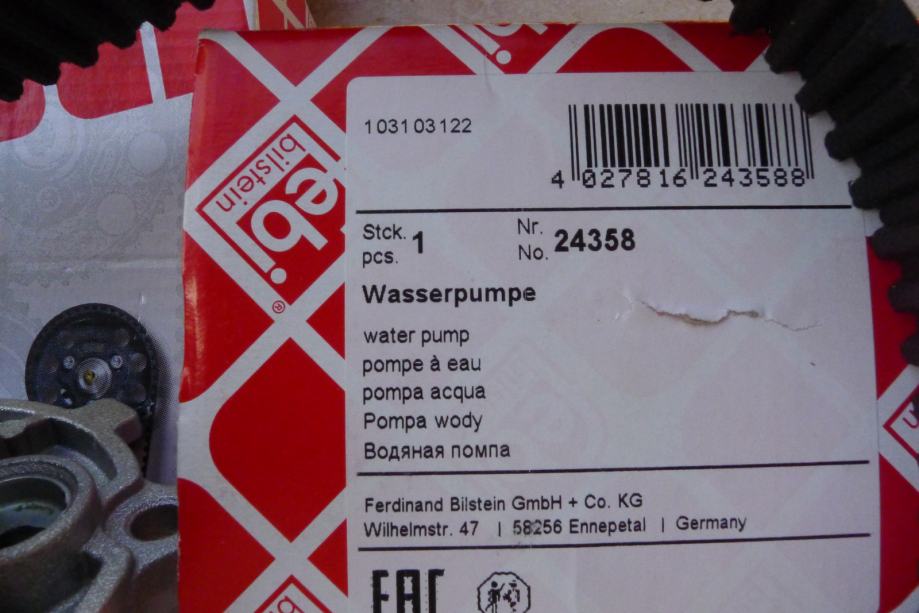 febi
bilstein
®
103103122
4 027816 243588
Stck.
pcs. 1
Nr.
No. 24358
Wasserpumpe
water pump
pompe à eau
pompa acqua
Pompa wody
Водяная помпа
Ferdinand Bilstein GmbH + Co. KG
Wilhelmstr. 47 | 58256 Ennepetal | Germany
EAC